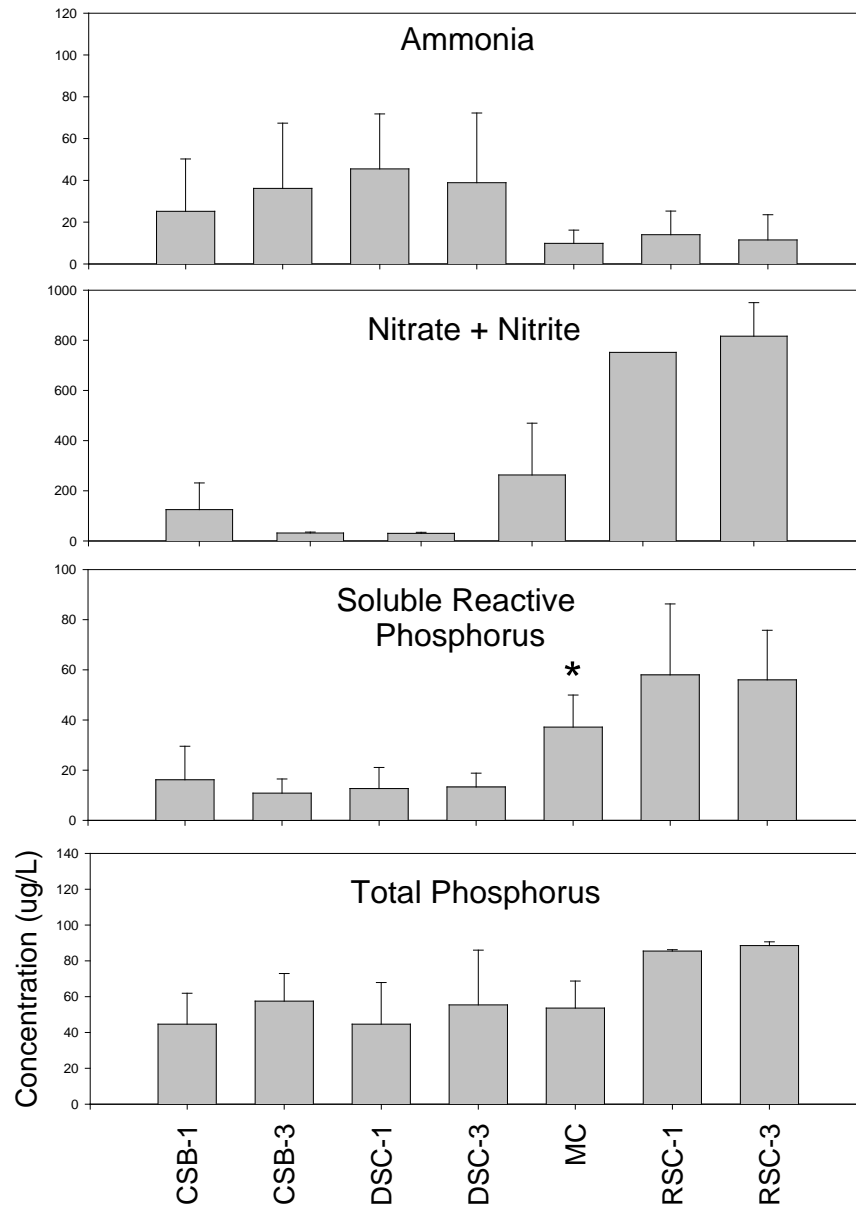 120
Ammonia
100
80
60
40
20
0
1000
Nitrate + Nitrite
800
600
400
200
0
100
Soluble Reactive
Phosphorus
80
60
*
40
20
0
140
Total Phosphorus
120
100
80
60
40
20
0
Concentration (ug/L)
CSB-1
CSB-3
DSC-1
DSC-3
MC
RSC-1
RSC-3